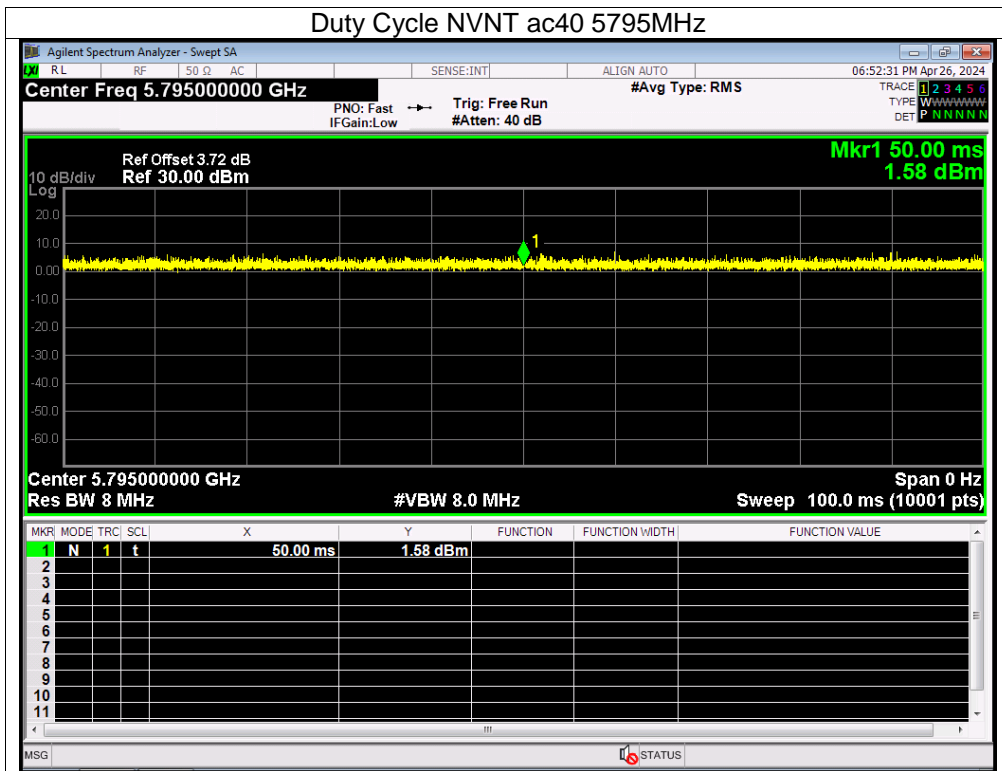 Duty Cycle NVNT ac40 5795MHz
Agilent Spectrum Analyzer - Swept SA
LXI RL RF 50 Ω AC SENSE:INT ALIGN AUTO 06:52:31 PM Apr 26, 2024
Center Freq 5.795000000 GHz
PNO: Fast
IFGain:Low
Trig: Free Run
#Atten: 40 dB
#Avg Type: RMS
TRACE 1 2 3 4 5 6
TYPE WWWWWW
DET P N N N N N
Mkr1 50.00 ms
1.58 dBm
Ref Offset 3.72 dB
10 dB/div Ref 30.00 dBm
Log
20.0
10.0
1
0.00
-10.0
-20.0
-30.0
-40.0
-50.0
-60.0
Center 5.795000000 GHz Span 0 Hz
Res BW 8 MHz #VBW 8.0 MHz Sweep 100.0 ms (10001 pts)
MKR MODE TRC SCL X Y FUNCTION FUNCTION WIDTH FUNCTION VALUE
1 N 1 t 50.00 ms 1.58 dBm
2
3
4
5
6
7
8
9
10
11
MSG STATUS